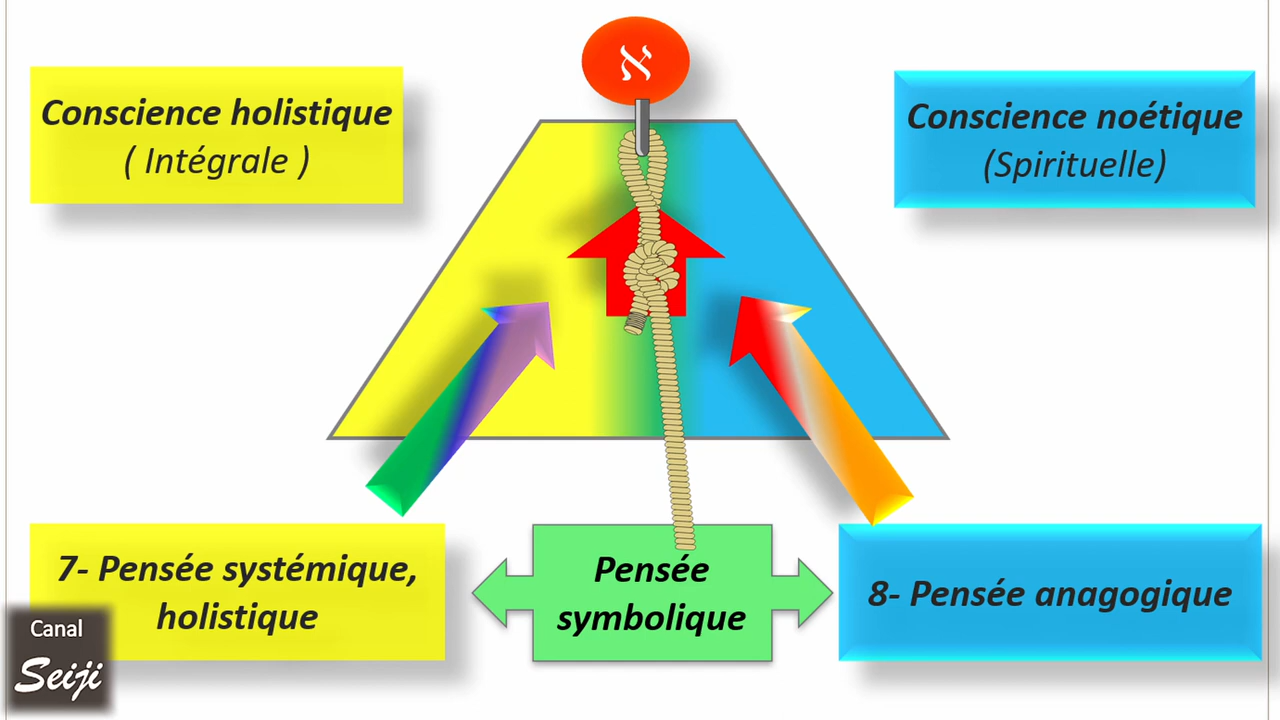 א
Conscience holistique
( Intégrale )
Conscience noétique
(Spirituelle)
7- Pensée systémique,
holistique
Pensée
symbolique
8- Pensée anagogique
Canal
Seiji